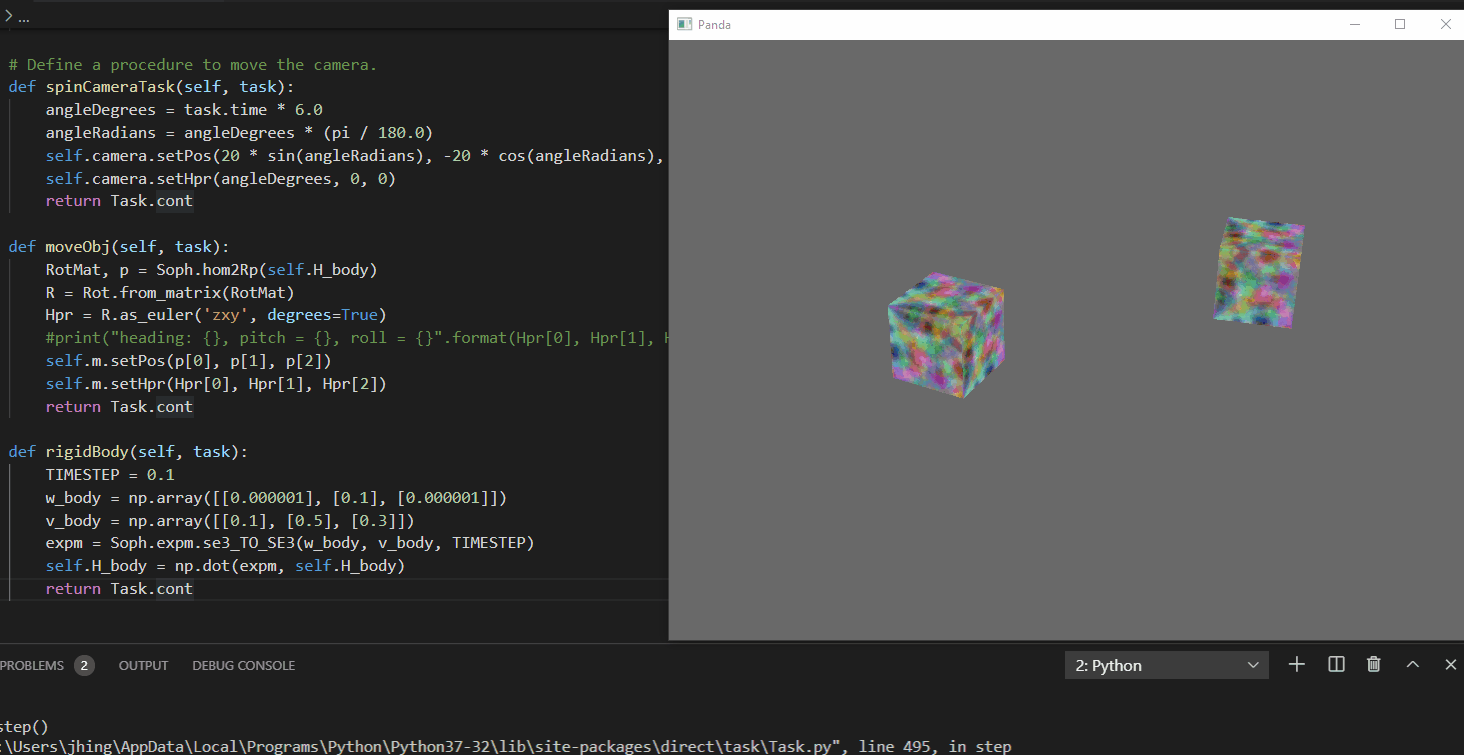 > ...
# Define a procedure to move the camera.
def spinCameraTask(self, task):
    angleDegrees = task.time * 6.0
    angleRadians = angleDegrees * (pi / 180.0)
    self.camera.setPos(20 * sin(angleRadians), -20 * cos(angleRadians),
    self.camera.setHpr(angleDegrees, 0, 0)
    return Task.cont
def moveObj(self, task):
    RotMat, p = Soph.hom2Rp(self.H_body)
    R = Rot.from_matrix(RotMat)
    Hpr = R.as_euler('zxy', degrees=True)
    #print("heading: {}, pitch = {}, roll = {}".format(Hpr[0], Hpr[1], H
    self.m.setPos(p[0], p[1], p[2])
    self.m.setHpr(Hpr[0], Hpr[1], Hpr[2])
    return Task.cont
def rigidBody(self, task):
    TIMESTEP = 0.1
    w_body = np.array([[0.000001], [0.1], [0.000001]])
    v_body = np.array([[0.1], [0.5], [0.3]])
    expm = Soph.expm.se3_TO_SE3(w_body, v_body, TIMESTEP)
    self.H_body = np.dot(expm, self.H_body)
    return Task.cont
Panda
PROBLEMS 2 OUTPUT DEBUG CONSOLE 2: Python
step()
:\Users\jhing\AppData\Local\Programs\Python\Python37-32\lib\site-packages\direct\task\Task.py", line 495, in step